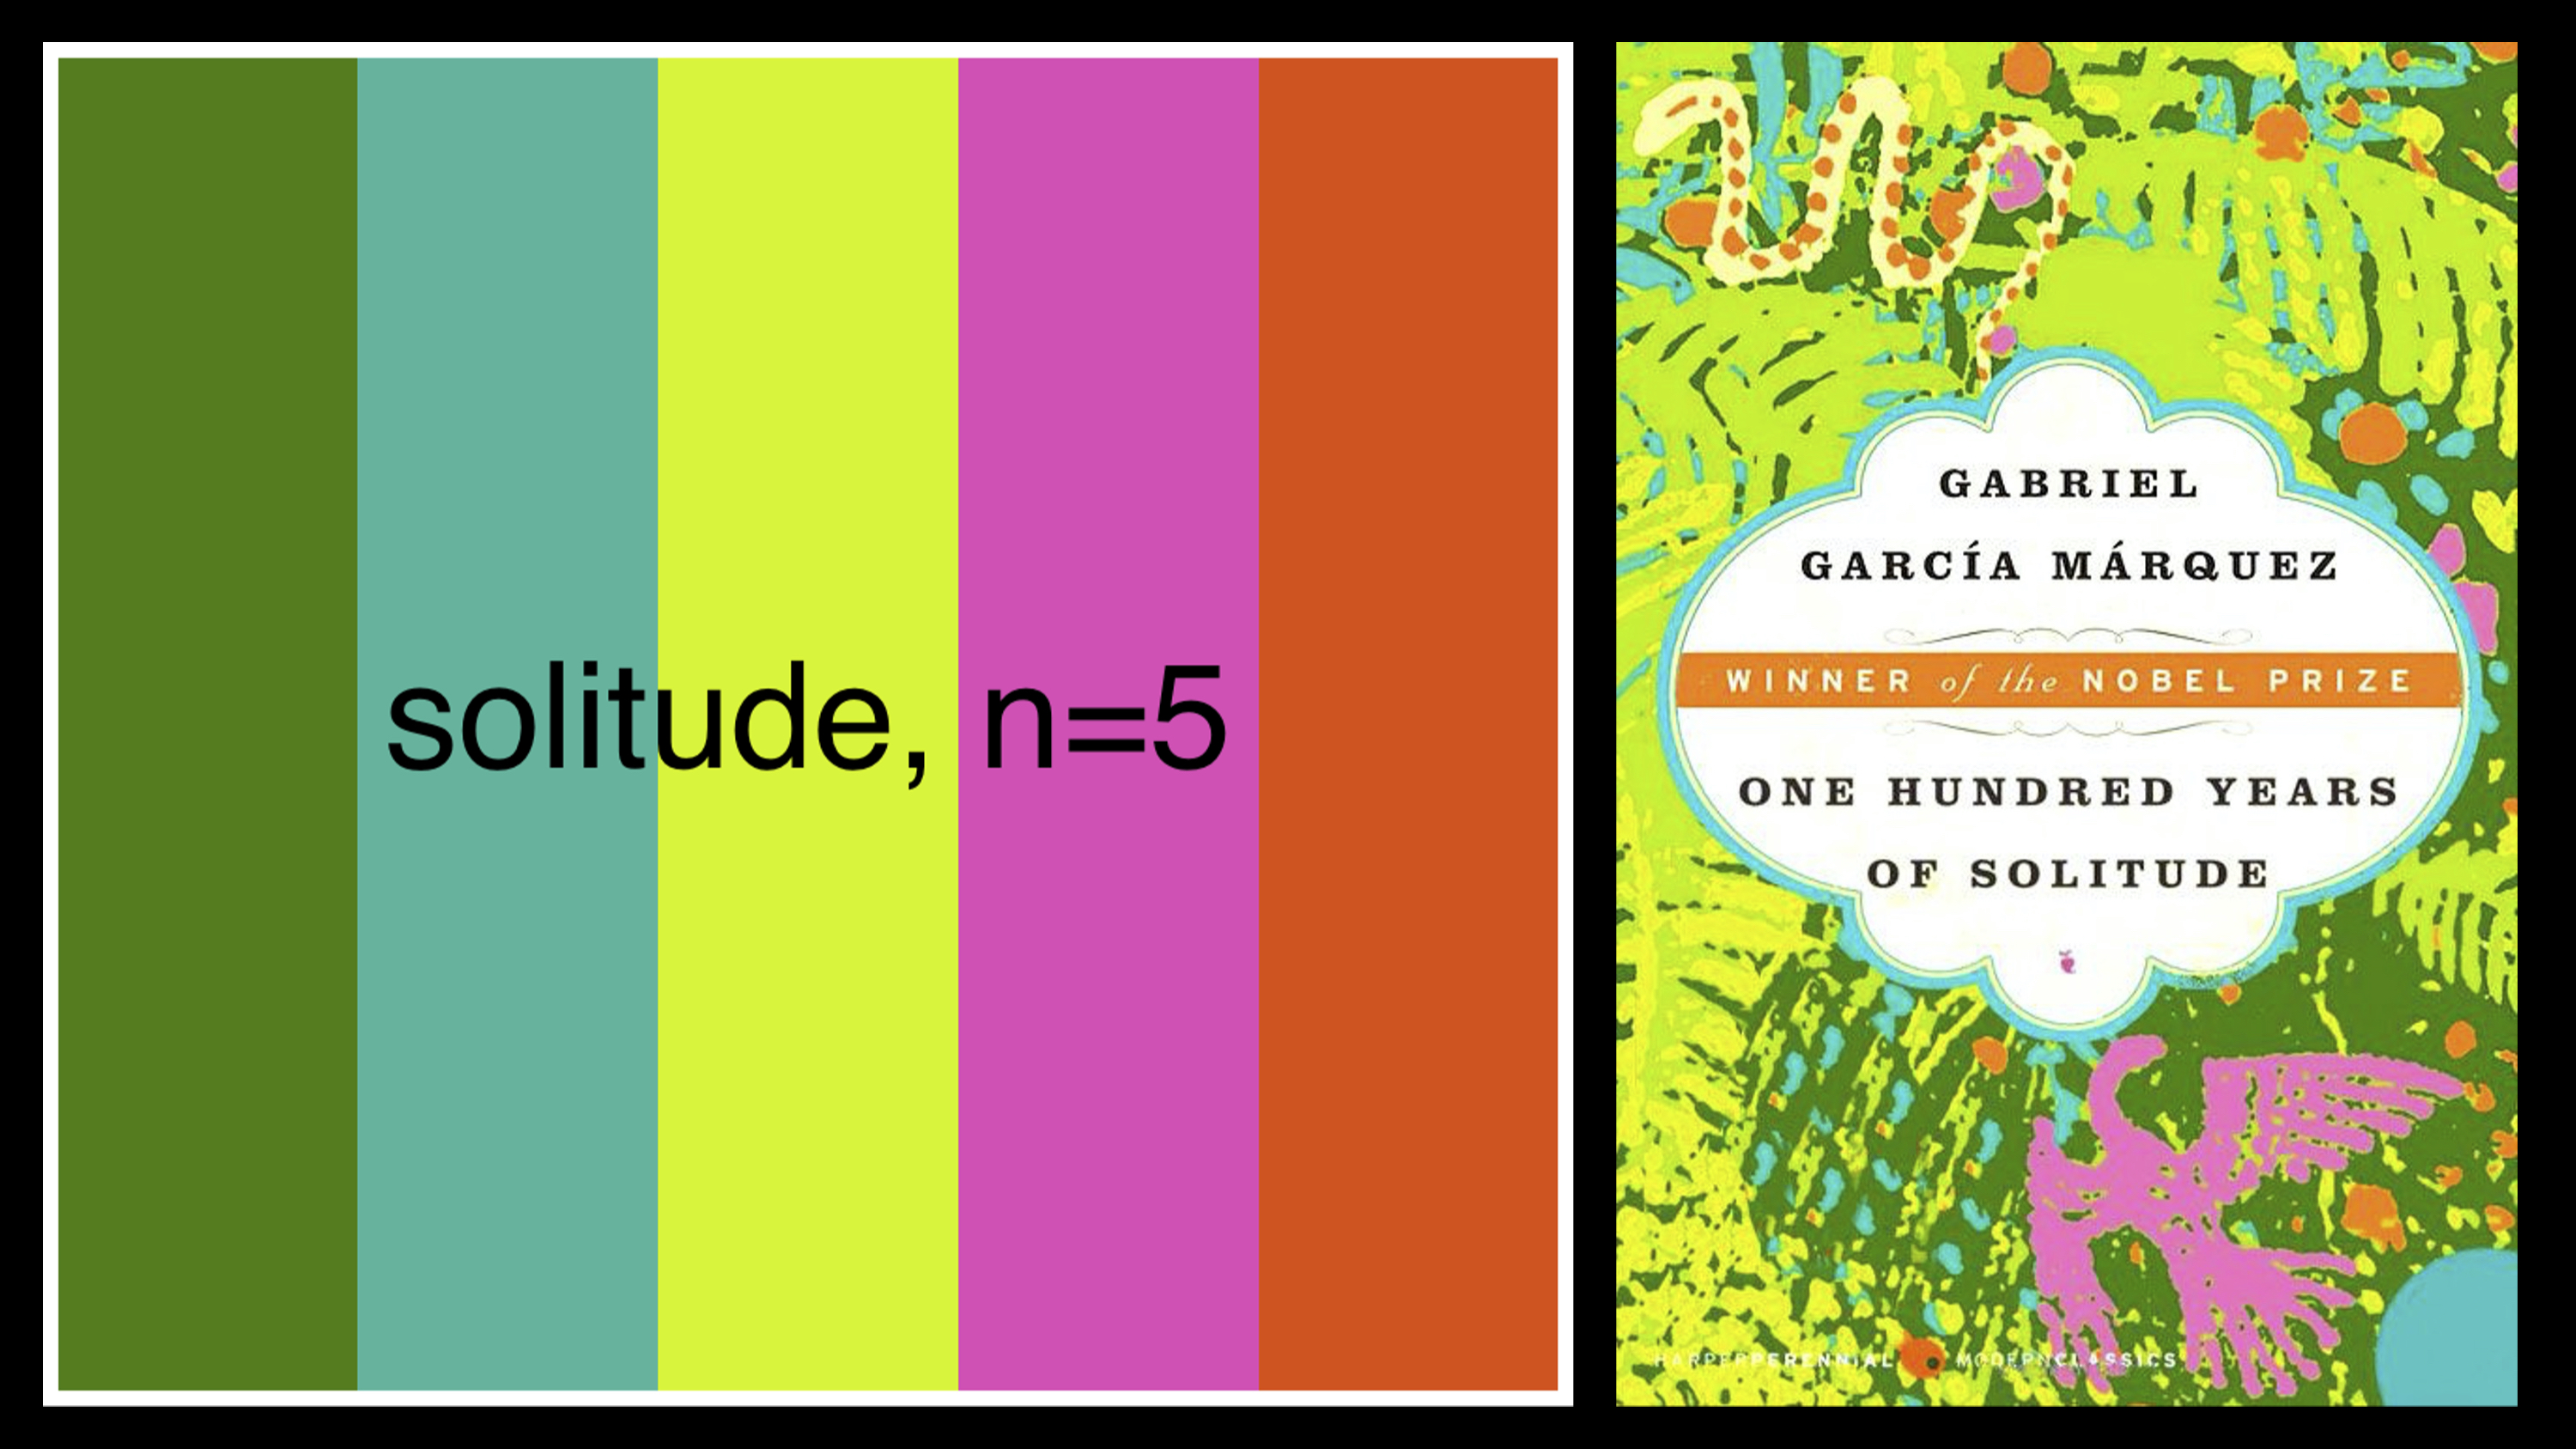 solitude, n=5
GABRIEL
GARCÍA MÁRQUEZ
WINNER of the NOBEL PRIZE
ONE HUNDRED YEARS
OF SOLITUDE
HARPERPERENNIAL MODERNCLASSICS